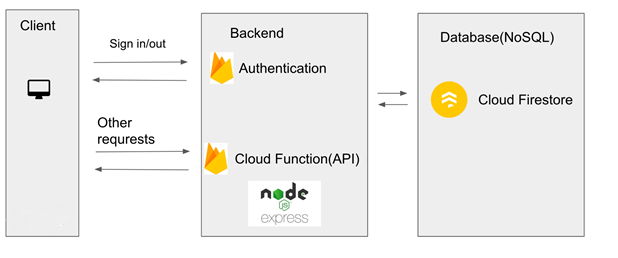 Client
Sign in/out
Other
requrests
Backend
Authentication
Cloud Function(API)
node
JS
express
Database(NoSQL)
Cloud Firestore